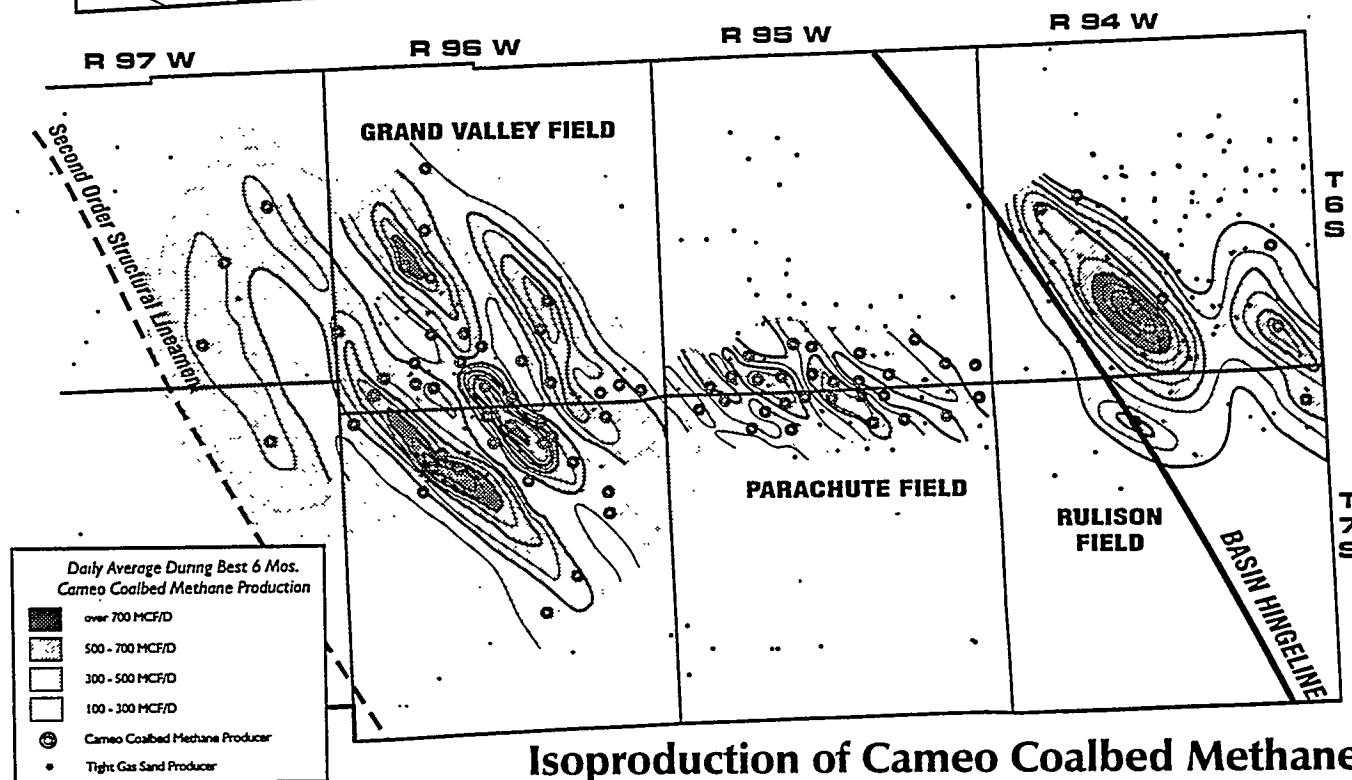 R 97 W
R 96 W
R 95 W
R 94 W
GRAND VALLEY FIELD
Second Order Structural Lineament
T
6
S
PARACHUTE FIELD
RULISON
FIELD
BASIN HINGELINE
T
7
S
Daily Average During Best 6 Mos.
Cameo Coalbed Methane Production
over 700 MCF/D
500 - 700 MCF/D
300 - 500 MCF/D
100 - 300 MCF/D
Cameo Coalbed Methane Producer
Tight Gas Sand Producer
Isoproduction of Cameo Coalbed Methane